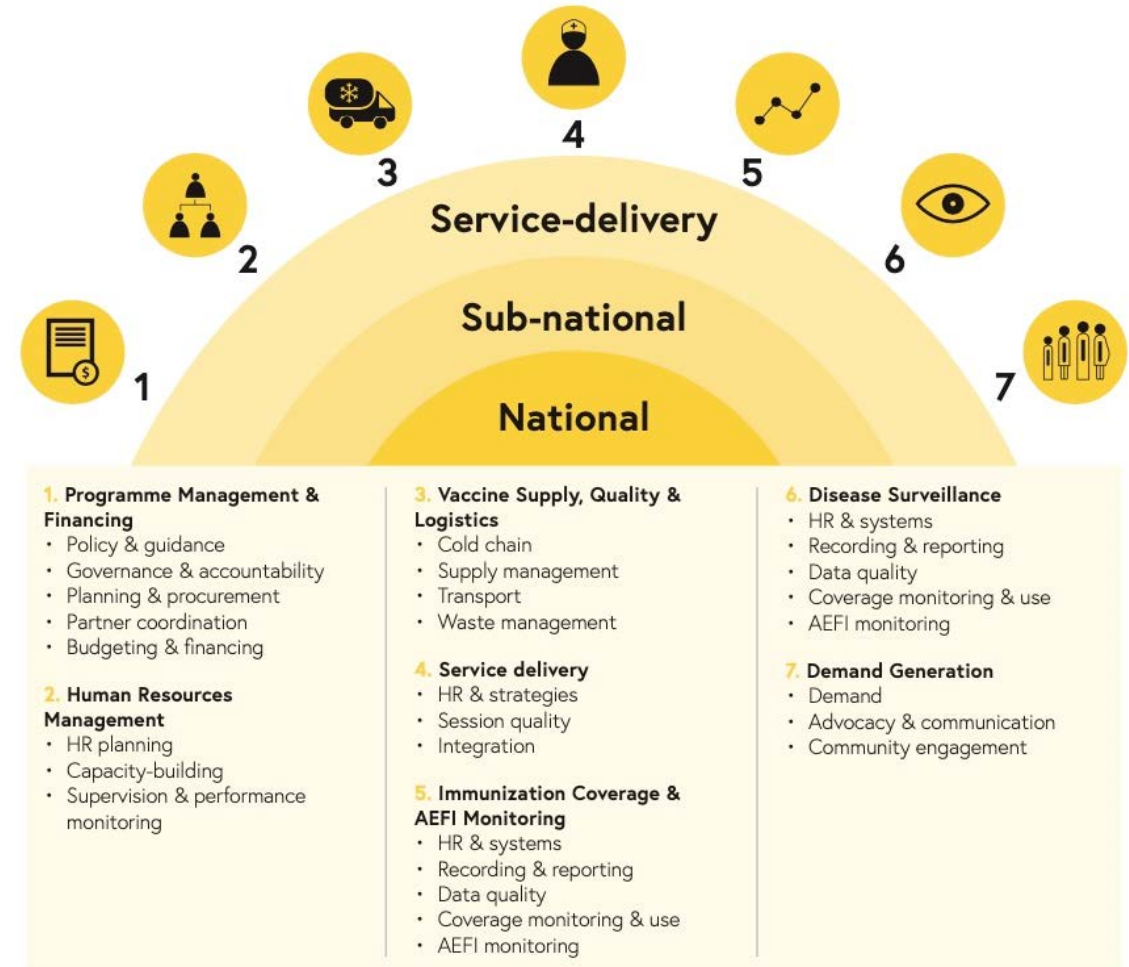 4
3
5
2
6
1
7
Service-delivery
Sub-national
National
$
1. Programme Management &
Financing
• Policy & guidance
• Governance & accountability
• Planning & procurement
• Partner coordination
• Budgeting & financing
2. Human Resources
Management
• HR planning
• Capacity-building
• Supervision & performance
monitoring
3. Vaccine Supply, Quality &
Logistics
• Cold chain
• Supply management
• Transport
• Waste management
4. Service delivery
• HR & strategies
• Session quality
• Integration
5. Immunization Coverage &
AEFI Monitoring
• HR & systems
• Recording & reporting
• Data quality
• Coverage monitoring & use
• AEFI monitoring
6. Disease Surveillance
• HR & systems
• Recording & reporting
• Data quality
• Coverage monitoring & use
• AEFI monitoring
7. Demand Generation
• Demand
• Advocacy & communication
• Community engagement